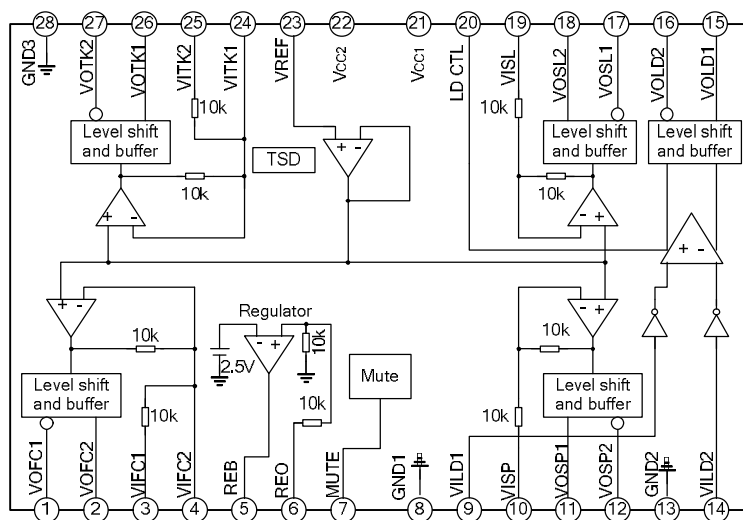 28 27 26 25 24 23 22 21 20 19 18 17 16 15
GND3 VOTK2 VOTK1 VITK2 VITK1 VREF VCC2 VCC1 LD CTL VISL VOSL2 VOSL1 VOLD2 VOLD1
10k
10k
Level shift
and buffer
TSD
+ -
Level shift
and buffer
Level shift
and buffer
10k
10k
+ -
- +
+ -
+ -
- +
10k
Regulator
- +
10k
2.5V
10k
10k
Level shift
and buffer
10k
Mute
10k
Level shift
and buffer
VOFC1 VOFC2 VIFC1 VIFC2 REB REO MUTE GND1 VILD1 VISP VOSP1 VOSP2 GND2 VILD2
1 2 3 4 5 6 7 8 9 10 11 12 13 14